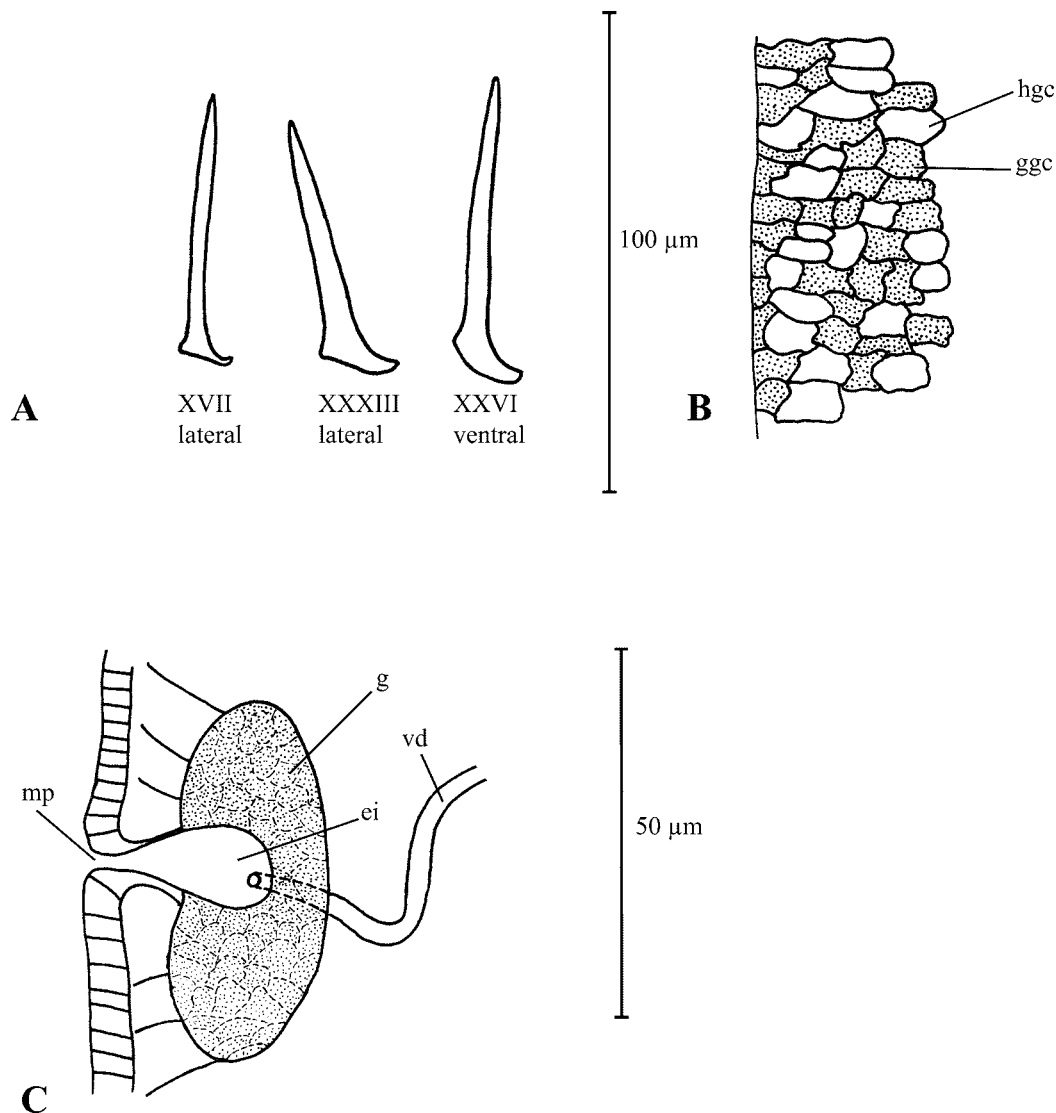 hgc
ggc
100 µm
A
XVII
lateral
XXXIII
lateral
XXVI
ventral
B
g
vd
mp
ei
50 µm
C